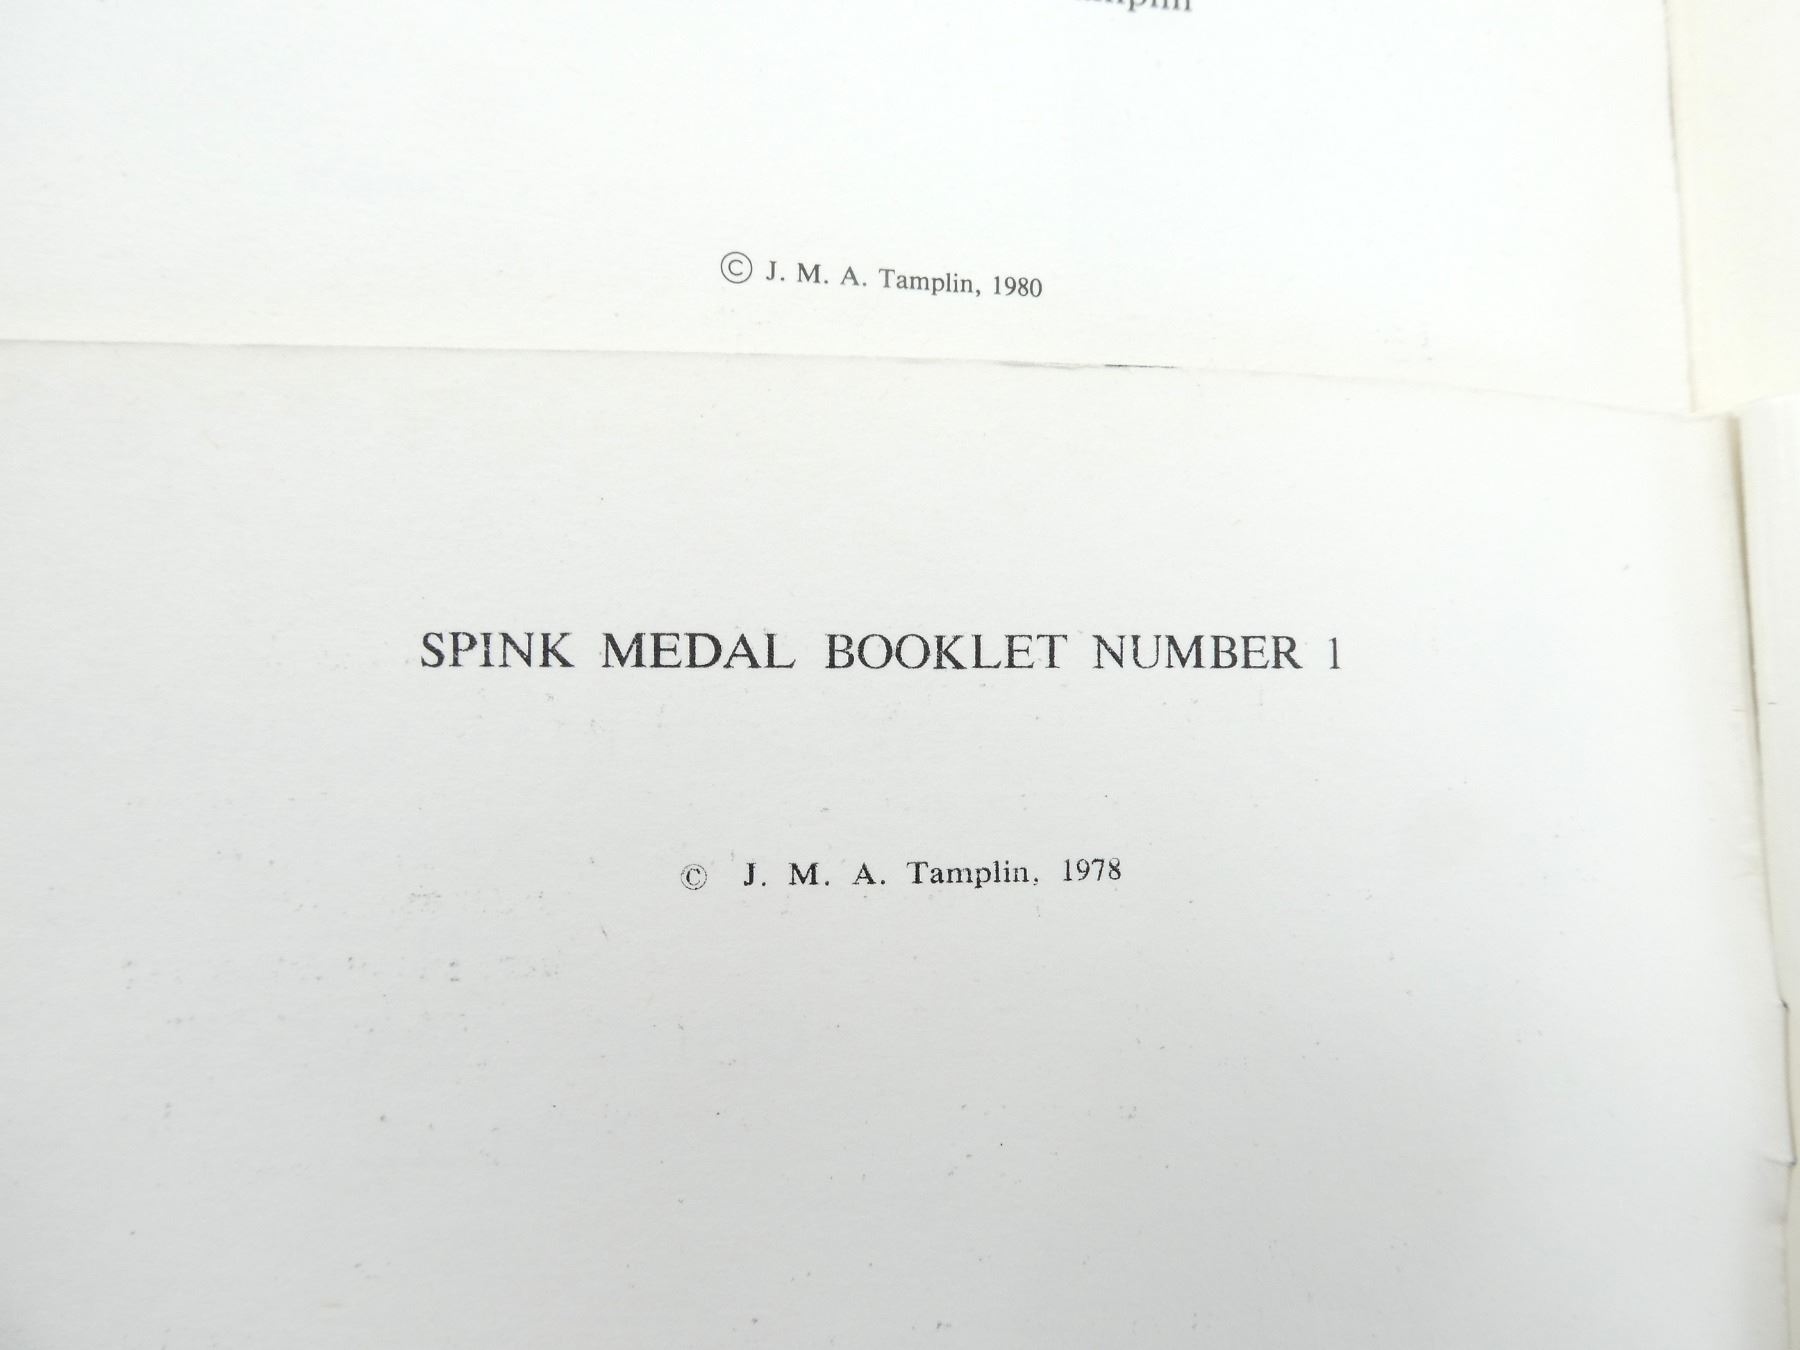 © J. M. A. Tamplin, 1980
SPINK MEDAL BOOKLET NUMBER 1
© J. M. A. Tamplin, 1978